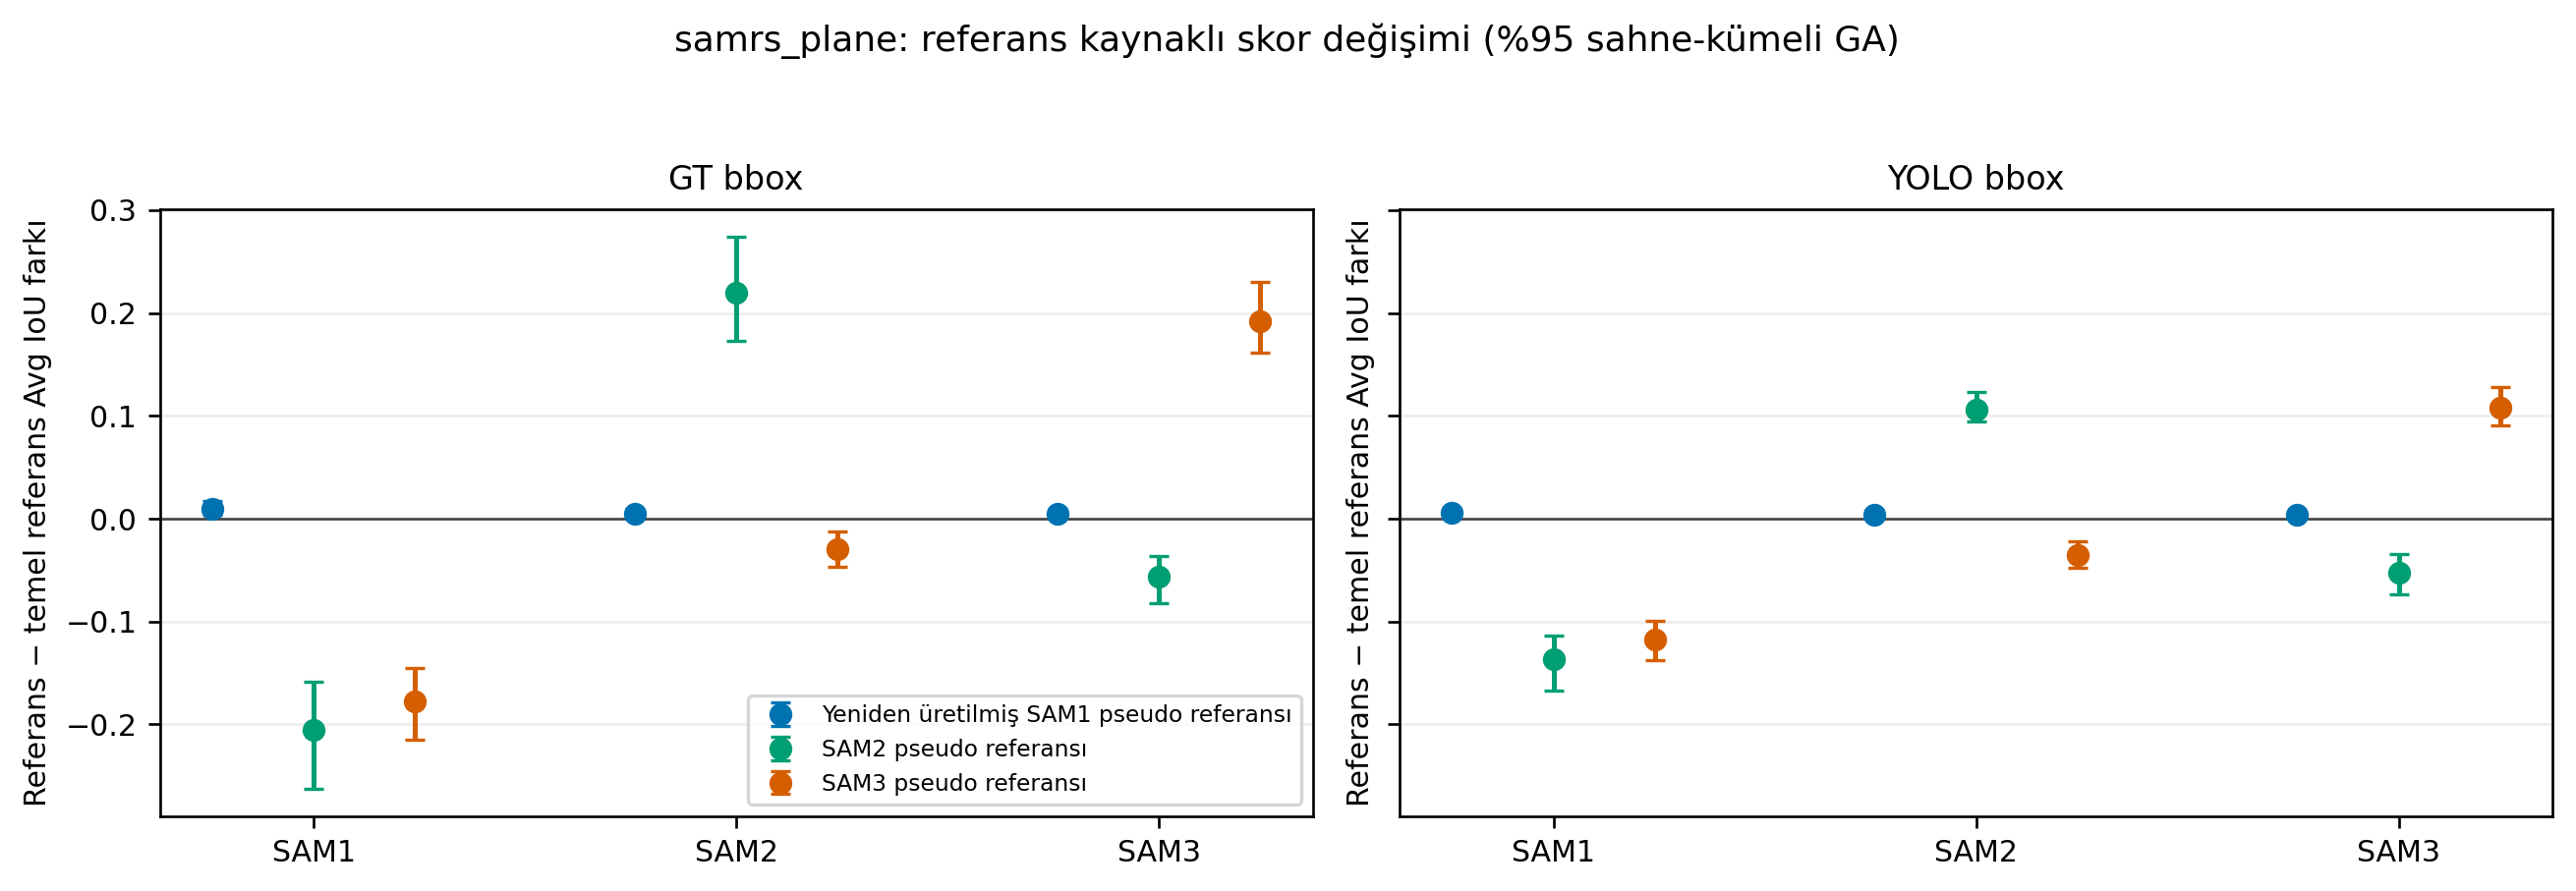 samrs_plane: referans kaynaklı skor değişimi (%95 sahne-kümeli GA)
GT bbox
Referans − temel referans Avg IoU farkı
0.3
0.2
0.1
0.0
−0.1
−0.2
Yeniden üretilmiş SAM1 pseudo referansı
SAM2 pseudo referansı
SAM3 pseudo referansı
SAM1
SAM2
SAM3
YOLO bbox
Referans − temel referans Avg IoU farkı
SAM1
SAM2
SAM3